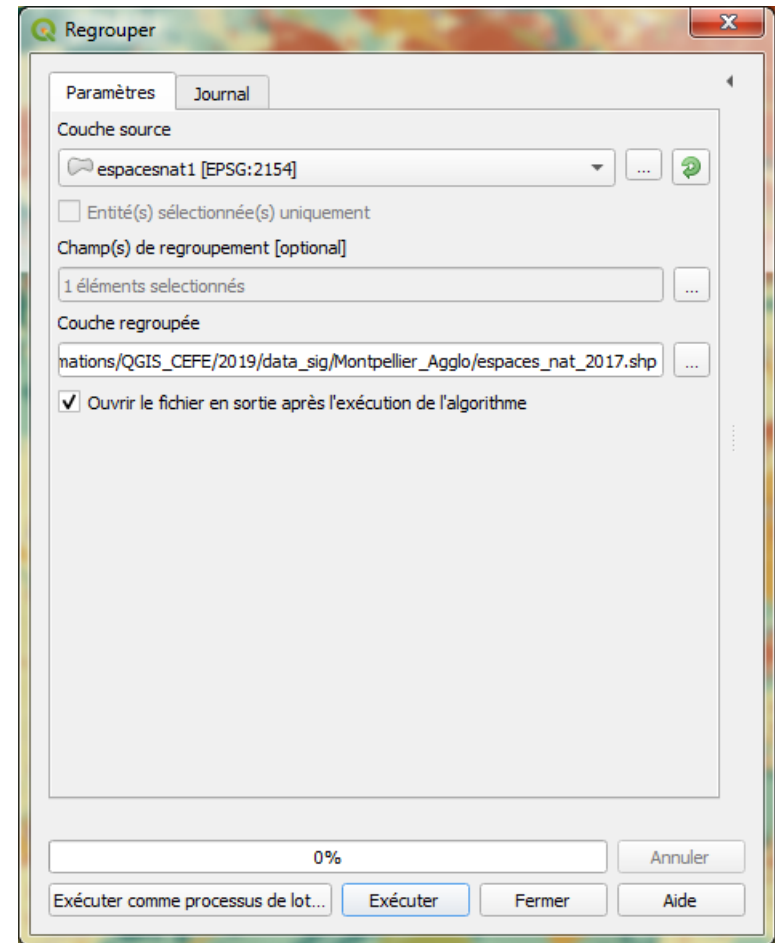 Regrouper
Paramètres
Journal
Couche source
espacesnat1 [EPSG:2154]
...
Entité(s) sélectionnée(s) uniquement
Champ(s) de regroupement [optional]
1 éléments selectionnés
...
Couche regroupée
nations/QGIS_CEFE/2019/data_sig/Montpellier_Agglo/espaces_nat_2017.shp
...
Ouvrir le fichier en sortie après l'exécution de l'algorithme
0%
Annuler
Exécuter comme processus de lot...
Exécuter
Fermer
Aide